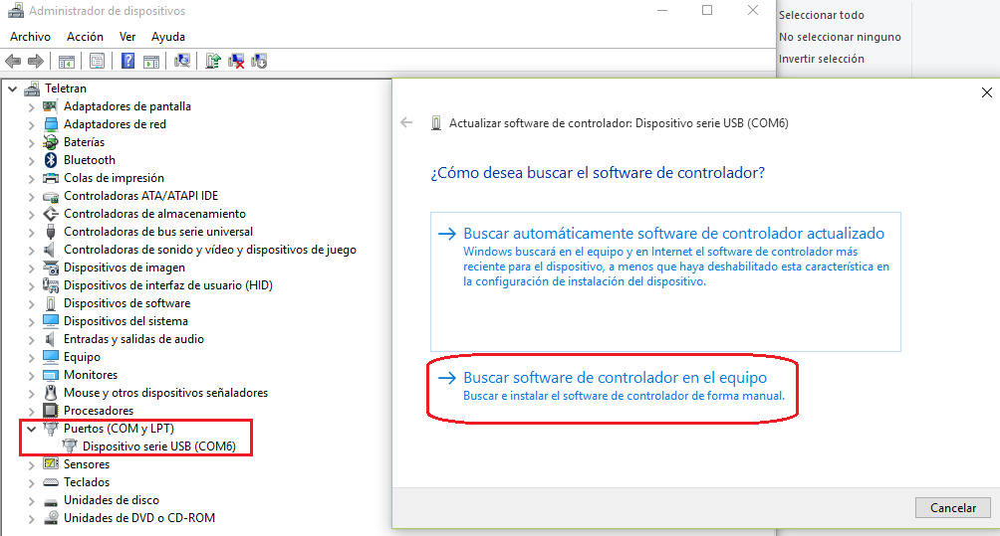 Administrador de dispositivos
Archivo Acción Ver Ayuda
Teletran
Adaptadores de pantalla
Adaptadores de red
Baterías
Bluetooth
Colas de impresión
Controladoras ATA/ATAPI IDE
Controladoras de almacenamiento
Controladoras de bus serie universal
Controladoras de sonido y vídeo y dispositivos de juego
Dispositivos de imagen
Dispositivos de interfaz de usuario (HID)
Dispositivos de software
Dispositivos del sistema
Entradas y salidas de audio
Equipo
Monitores
Mouse y otros dispositivos señaladores
Procesadores
Puertos (COM y LPT)
Dispositivo serie USB (COM6)
Sensores
Teclados
Unidades de disco
Unidades de DVD o CD-ROM
Seleccionar todo
No seleccionar ninguno
Invertir selección
Actualizar software de controlador: Dispositivo serie USB (COM6)
¿Cómo desea buscar el software de controlador?
Buscar automáticamente software de controlador actualizado
Windows buscará en el equipo y en Internet el software de controlador más
reciente para el dispositivo, a menos que haya deshabilitado esta característica en
la configuración de instalación del dispositivo.
Buscar software de controlador en el equipo
Buscar e instalar el software de controlador de forma manual.
Cancelar